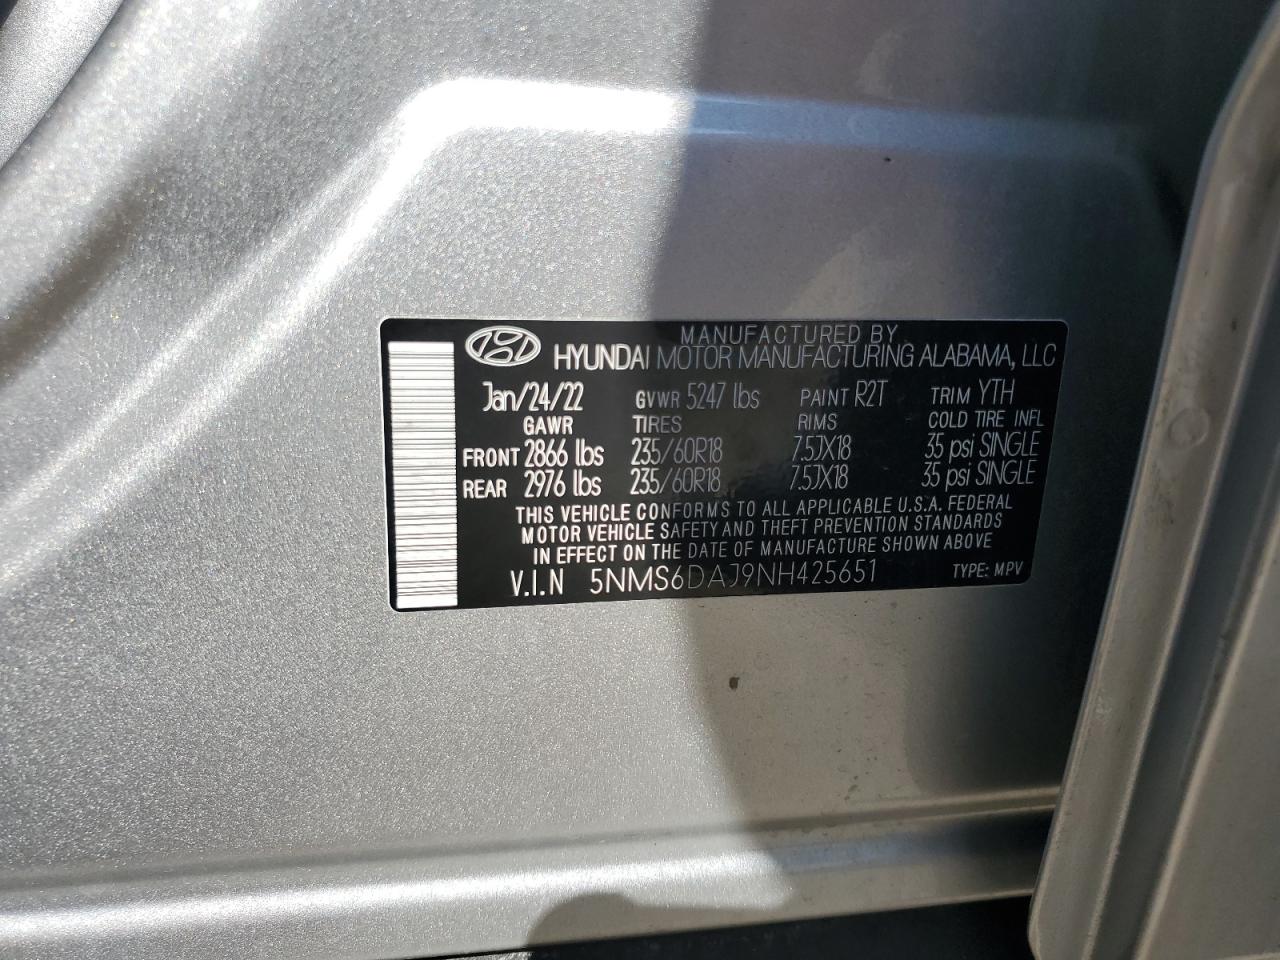 MANUFACTURED BY
HYUNDAI MOTOR MANUFACTURING ALABAMA, LLC
Jan/24/22 GVWR 5247 lbs PAINT R2T TRIM YTH
GAWR TIRES RIMS COLD TIRE INFL
FRONT 2866 lbs 235/60R18 7.5JX18 35 psi SINGLE
REAR 2976 lbs 235/60R18 7.5JX18 35 psi SINGLE
THIS VEHICLE CONFORMS TO ALL APPLICABLE U.S.A. FEDERAL
MOTOR VEHICLE SAFETY AND THEFT PREVENTION STANDARDS
IN EFFECT ON THE DATE OF MANUFACTURE SHOWN ABOVE
V.I.N 5NMS6DAJ9NH425651 TYPE: MPV